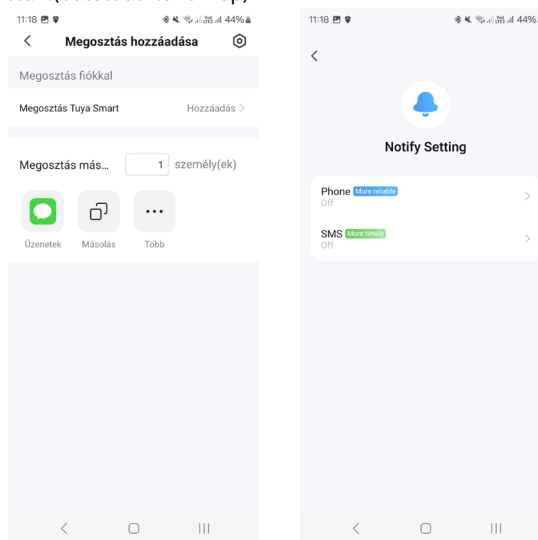 11:18
44%
Megosztás hozzáadása
Megosztás fiókkal
Megosztás Tuya Smart
Hozzáadás >
Megosztás más...
1
személy(ek)
Üzenetek
Másolás
Több
11:18
44%
Notify Setting
Phone More reliable
Off
SMS More timely
Off